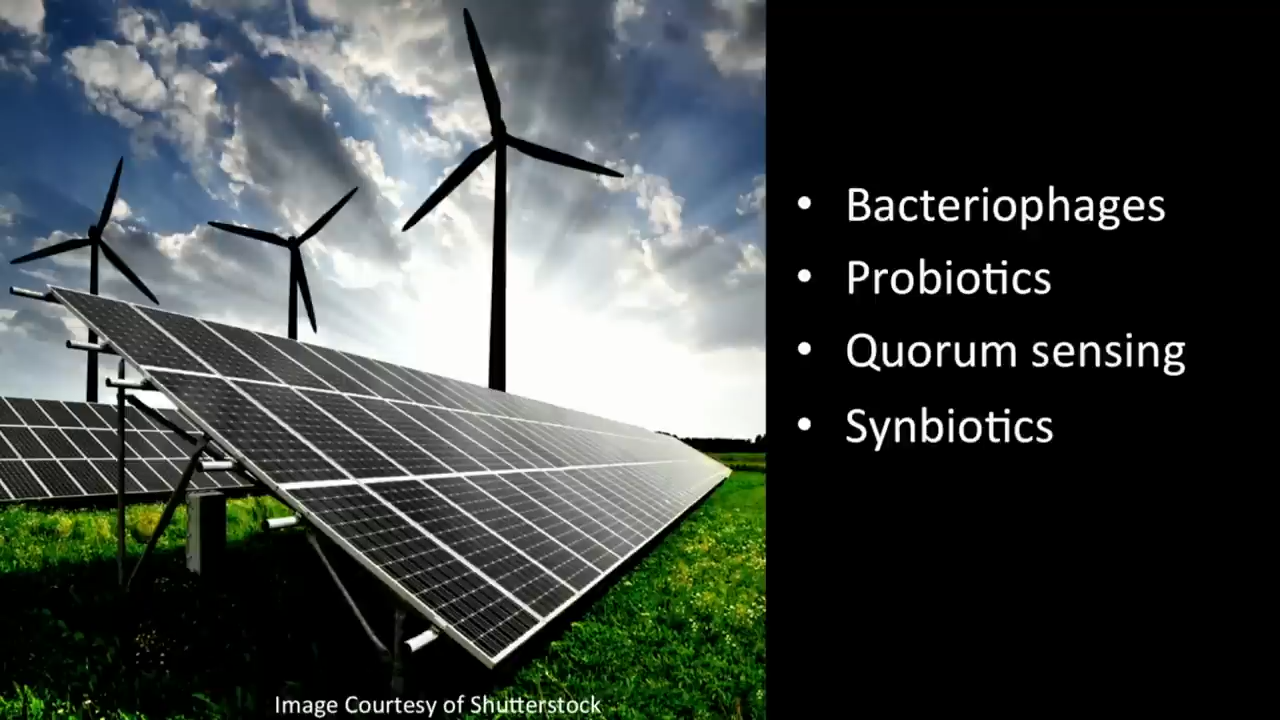 • Bacteriophages
• Probiotics
• Quorum sensing
• Synbiotics
Image Courtesy of Shutterstock